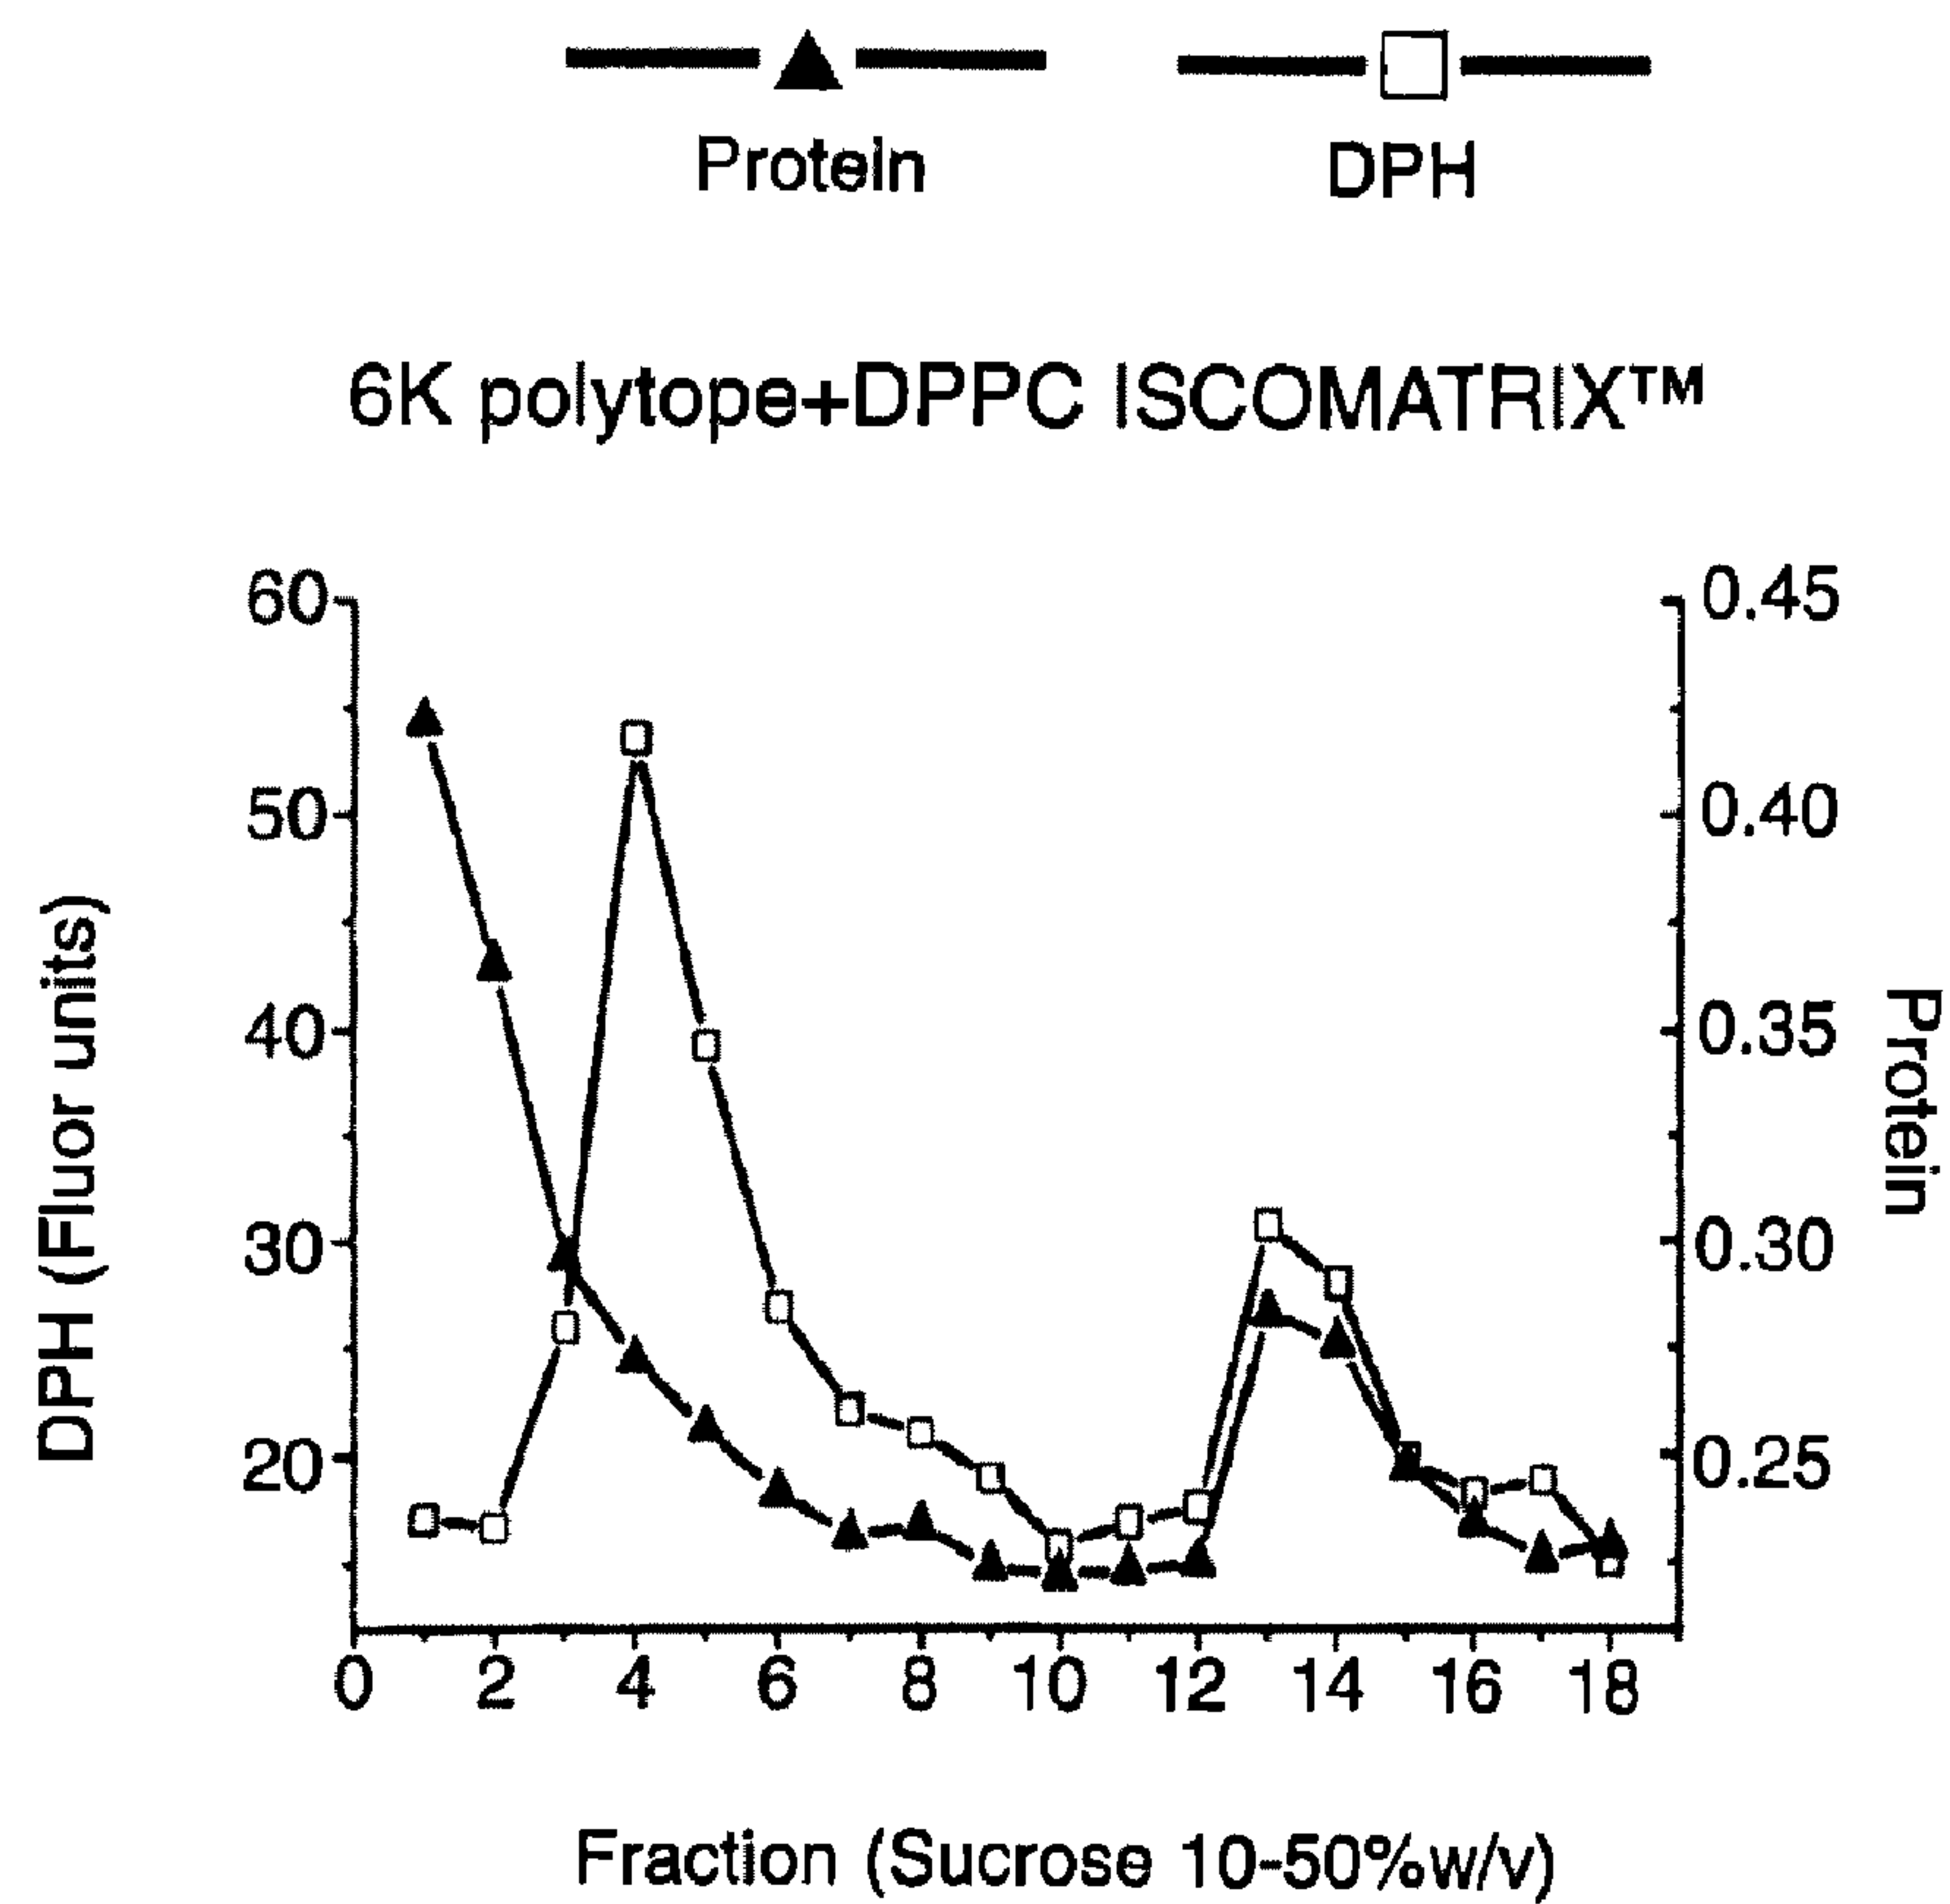 Protein DPH
6K polytope+DPPC ISCOMATRIX™
60 0.45
50 0.40
40 0.35
30 0.30
20 0.25
DPH (Fluor units)
Protein
0 2 4 6 8 10 12 14 16 18
Fraction (Sucrose 10-50%w/v)